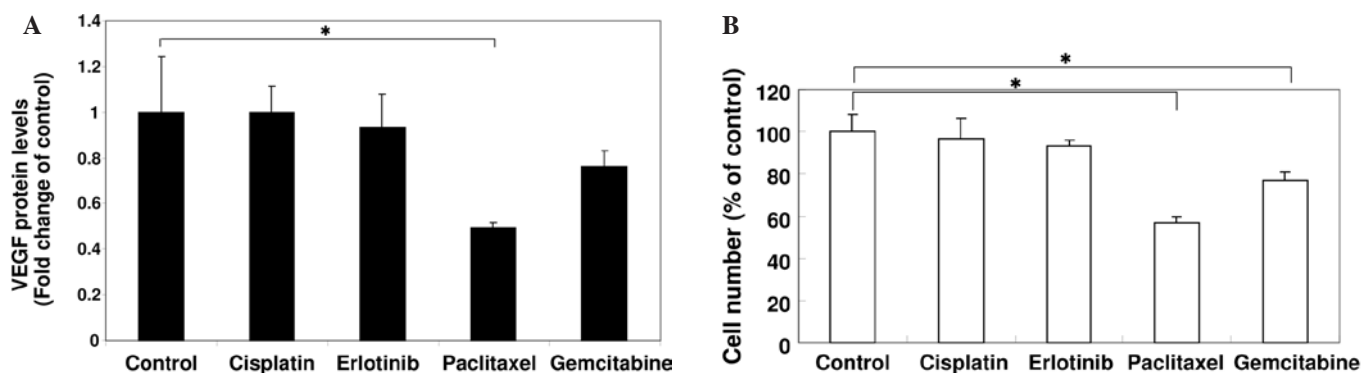 A
VEGF protein levels
(Fold change of control)
1.4
1.2
1
0.8
0.6
0.4
0.2
0
*
Control Cisplatin Erlotinib Paclitaxel Gemcitabine
B
Cell number (% of control)
120
100
80
60
40
20
0
*
*
Control Cisplatin Erlotinib Paclitaxel Gemcitabine